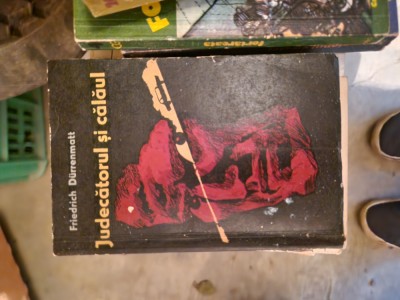 Friedrich Dürrenmatt
Judecătorul și călăul